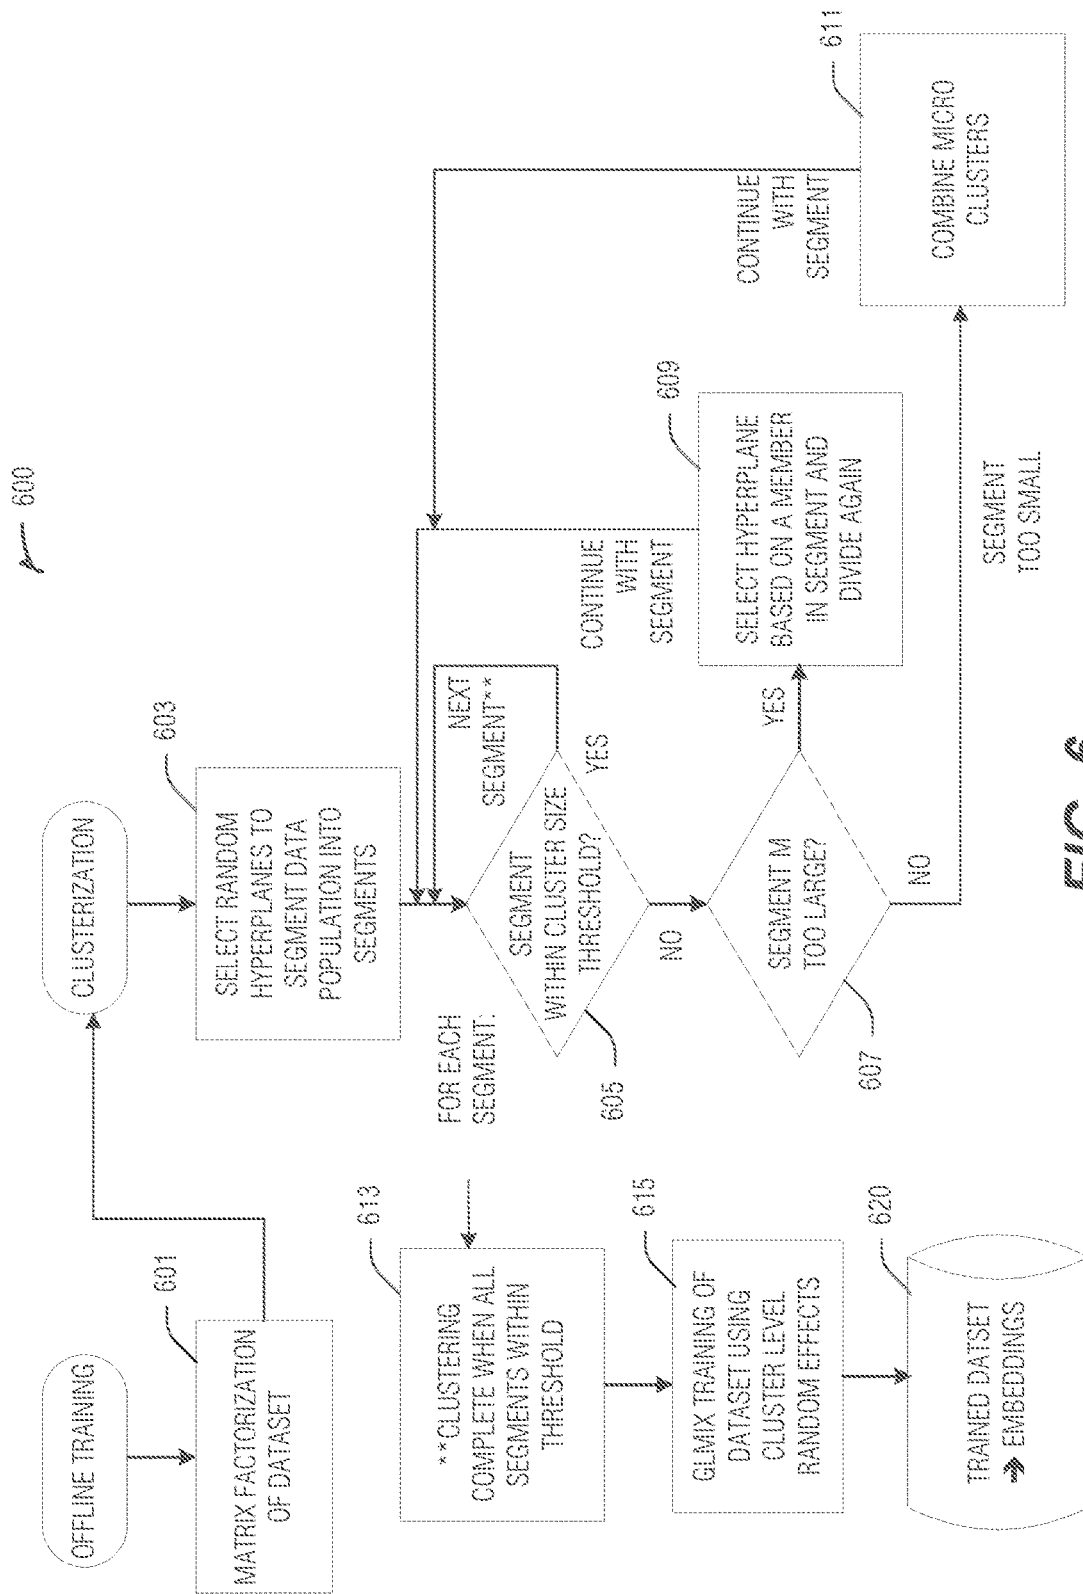 600
OFFLINE TRAINING
601
MATRIX FACTORIZATION
OF DATASET
CLUSTERIZATION
603
SELECT RANDOM
HYPERPLANES TO
SEGMENT DATA
POPULATION INTO
SEGMENTS
FOR EACH
SEGMENT:
NEXT
SEGMENT**
SEGMENT
WITHIN CLUSTER SIZE
THRESHOLD?
605
YES
NO
SEGMENT M
TOO LARGE?
607
YES
NO
CONTINUE
WITH
SEGMENT
609
SELECT HYPERPLANE
BASED ON A MEMBER
IN SEGMENT AND
DIVIDE AGAIN
CONTINUE
WITH
SEGMENT
SEGMENT
TOO SMALL
611
COMBINE MICRO
CLUSTERS
613
**CLUSTERING
COMPLETE WHEN ALL
SEGMENTS WITHIN
THRESHOLD
615
GLMIX TRAINING OF
DATASET USING
CLUSTER LEVEL
RANDOM EFFECTS
620
TRAINED DATSET
→ EMBEDDINGS
FIG. 6